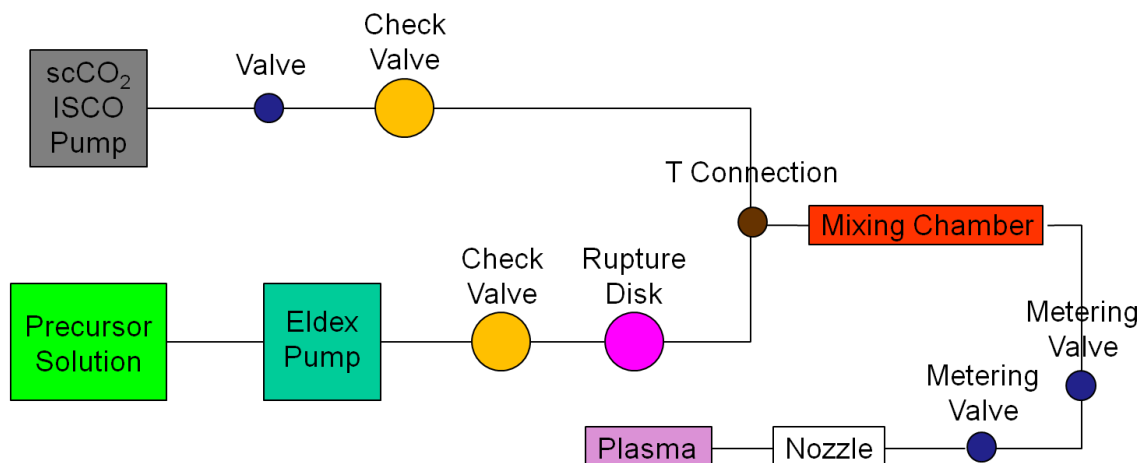 scCO₂
ISCO
Pump
Valve
Check
Valve
T Connection
Mixing Chamber
Precursor
Solution
Eldex
Pump
Check
Valve
Rupture
Disk
Metering
Valve
Metering
Valve
Nozzle
Plasma